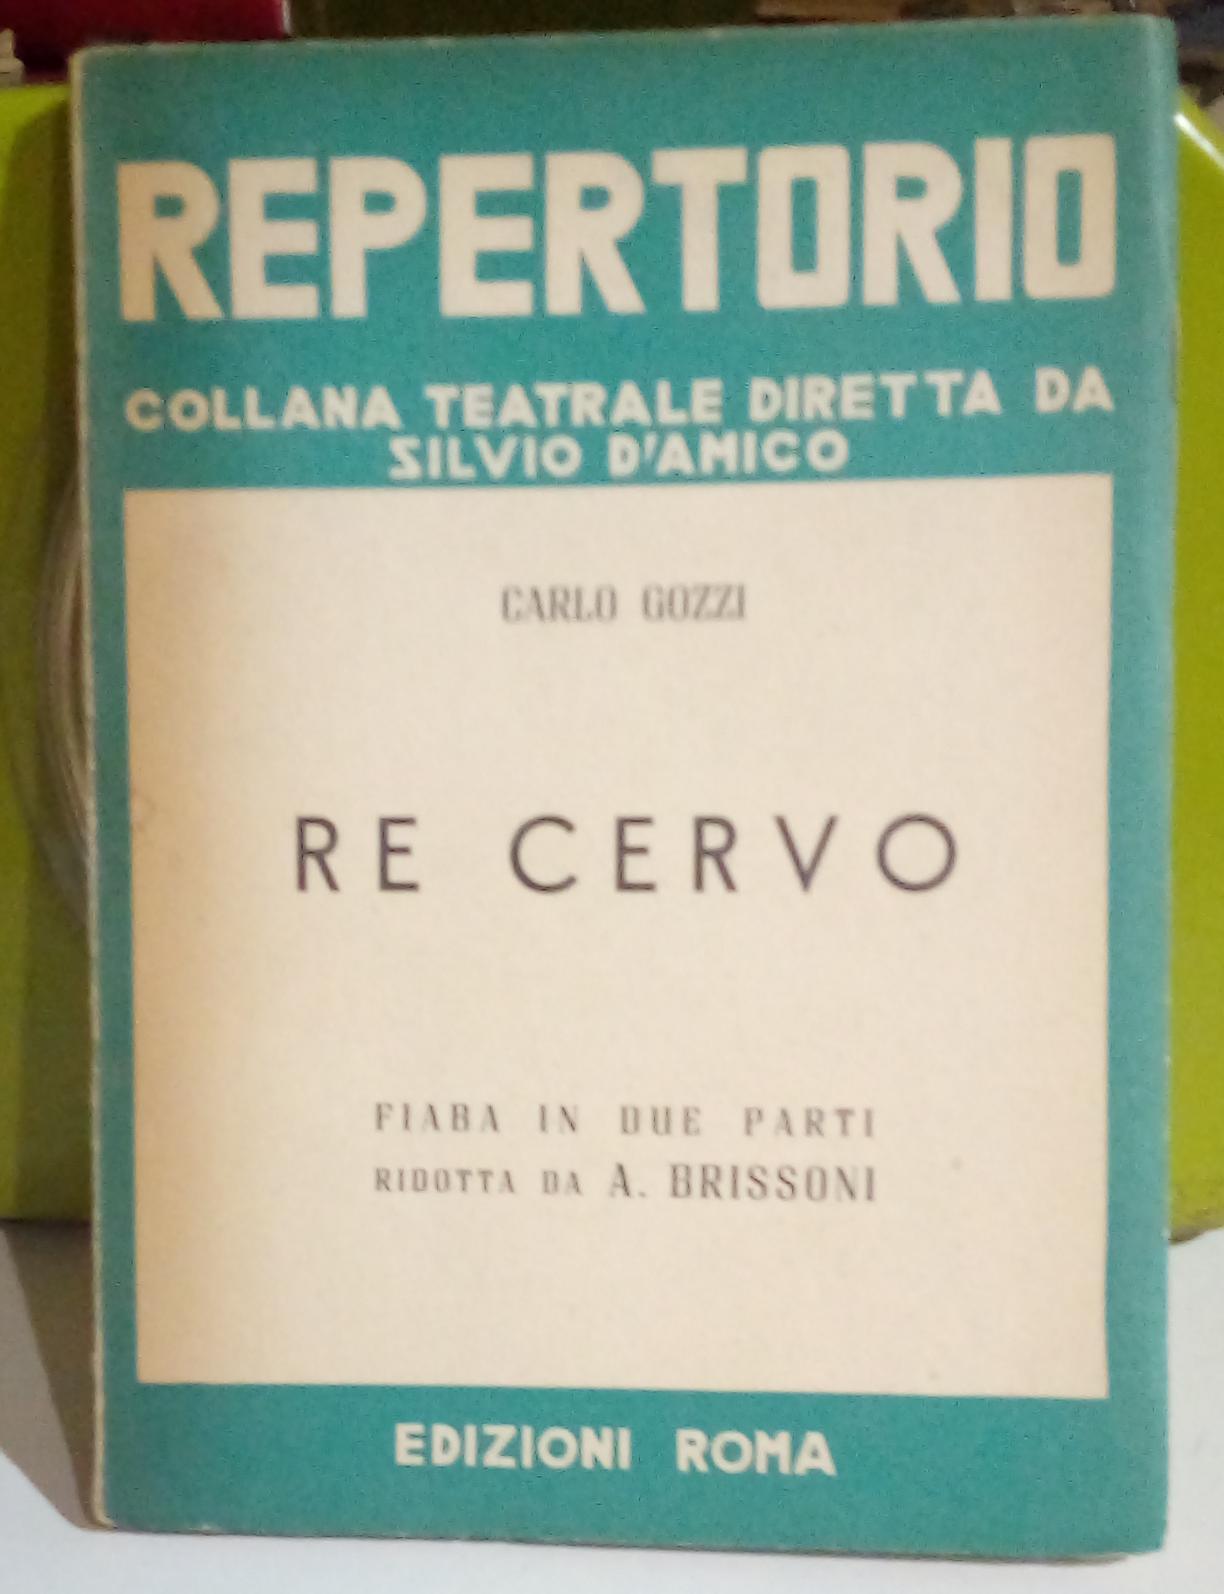 REPERTORIO
COLLANA TEATRALE DIRETTA DA
SILVIO D'AMICO
CARLO GOZZI
RE CERVO
FIABA IN DUE PARTI
RIDOTTA DA A. BRISSONI
EDIZIONI ROMA